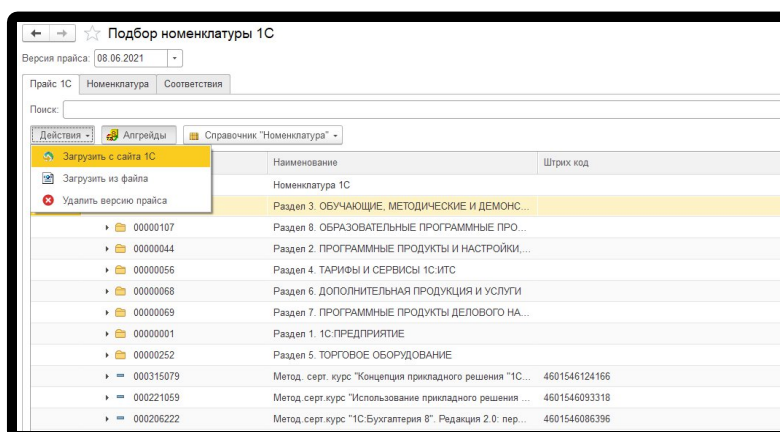 Подбор номенклатуры 1С
Версия прайса: 08.06.2021
Прайс 1С Номенклатура Соответствия
Поиск:
Действия Апгрейды Справочник "Номенклатура"
Загрузить с сайта 1С
Загрузить из файла
Удалить версию прайса
Наименование Штрих код
Номенклатура 1С
Раздел 3. ОБУЧАЮЩИЕ, МЕТОДИЧЕСКИЕ И ДЕМОНС...
00000107 Раздел 8. ОБРАЗОВАТЕЛЬНЫЕ ПРОГРАММНЫЕ ПРО...
00000044 Раздел 2. ПРОГРАММНЫЕ ПРОДУКТЫ И НАСТРОЙКИ,...
00000056 Раздел 4. ТАРИФЫ И СЕРВИСЫ 1С:ИТС
00000068 Раздел 6. ДОПОЛНИТЕЛЬНАЯ ПРОДУКЦИЯ И УСЛУГИ
00000069 Раздел 7. ПРОГРАММНЫЕ ПРОДУКТЫ ДЕЛОВОГО НА...
00000001 Раздел 1. 1С:ПРЕДПРИЯТИЕ
00000252 Раздел 5. ТОРГОВОЕ ОБОРУДОВАНИЕ
000315079 Метод. серт. курс "Концепция прикладного решения "1С... 4601546124166
000221059 Метод.серт.курс "Использование прикладного решения ... 4601546093318
000206222 Метод.серт.курс "1С:Бухгалтерия 8". Редакция 2.0: пер... 4601546086396